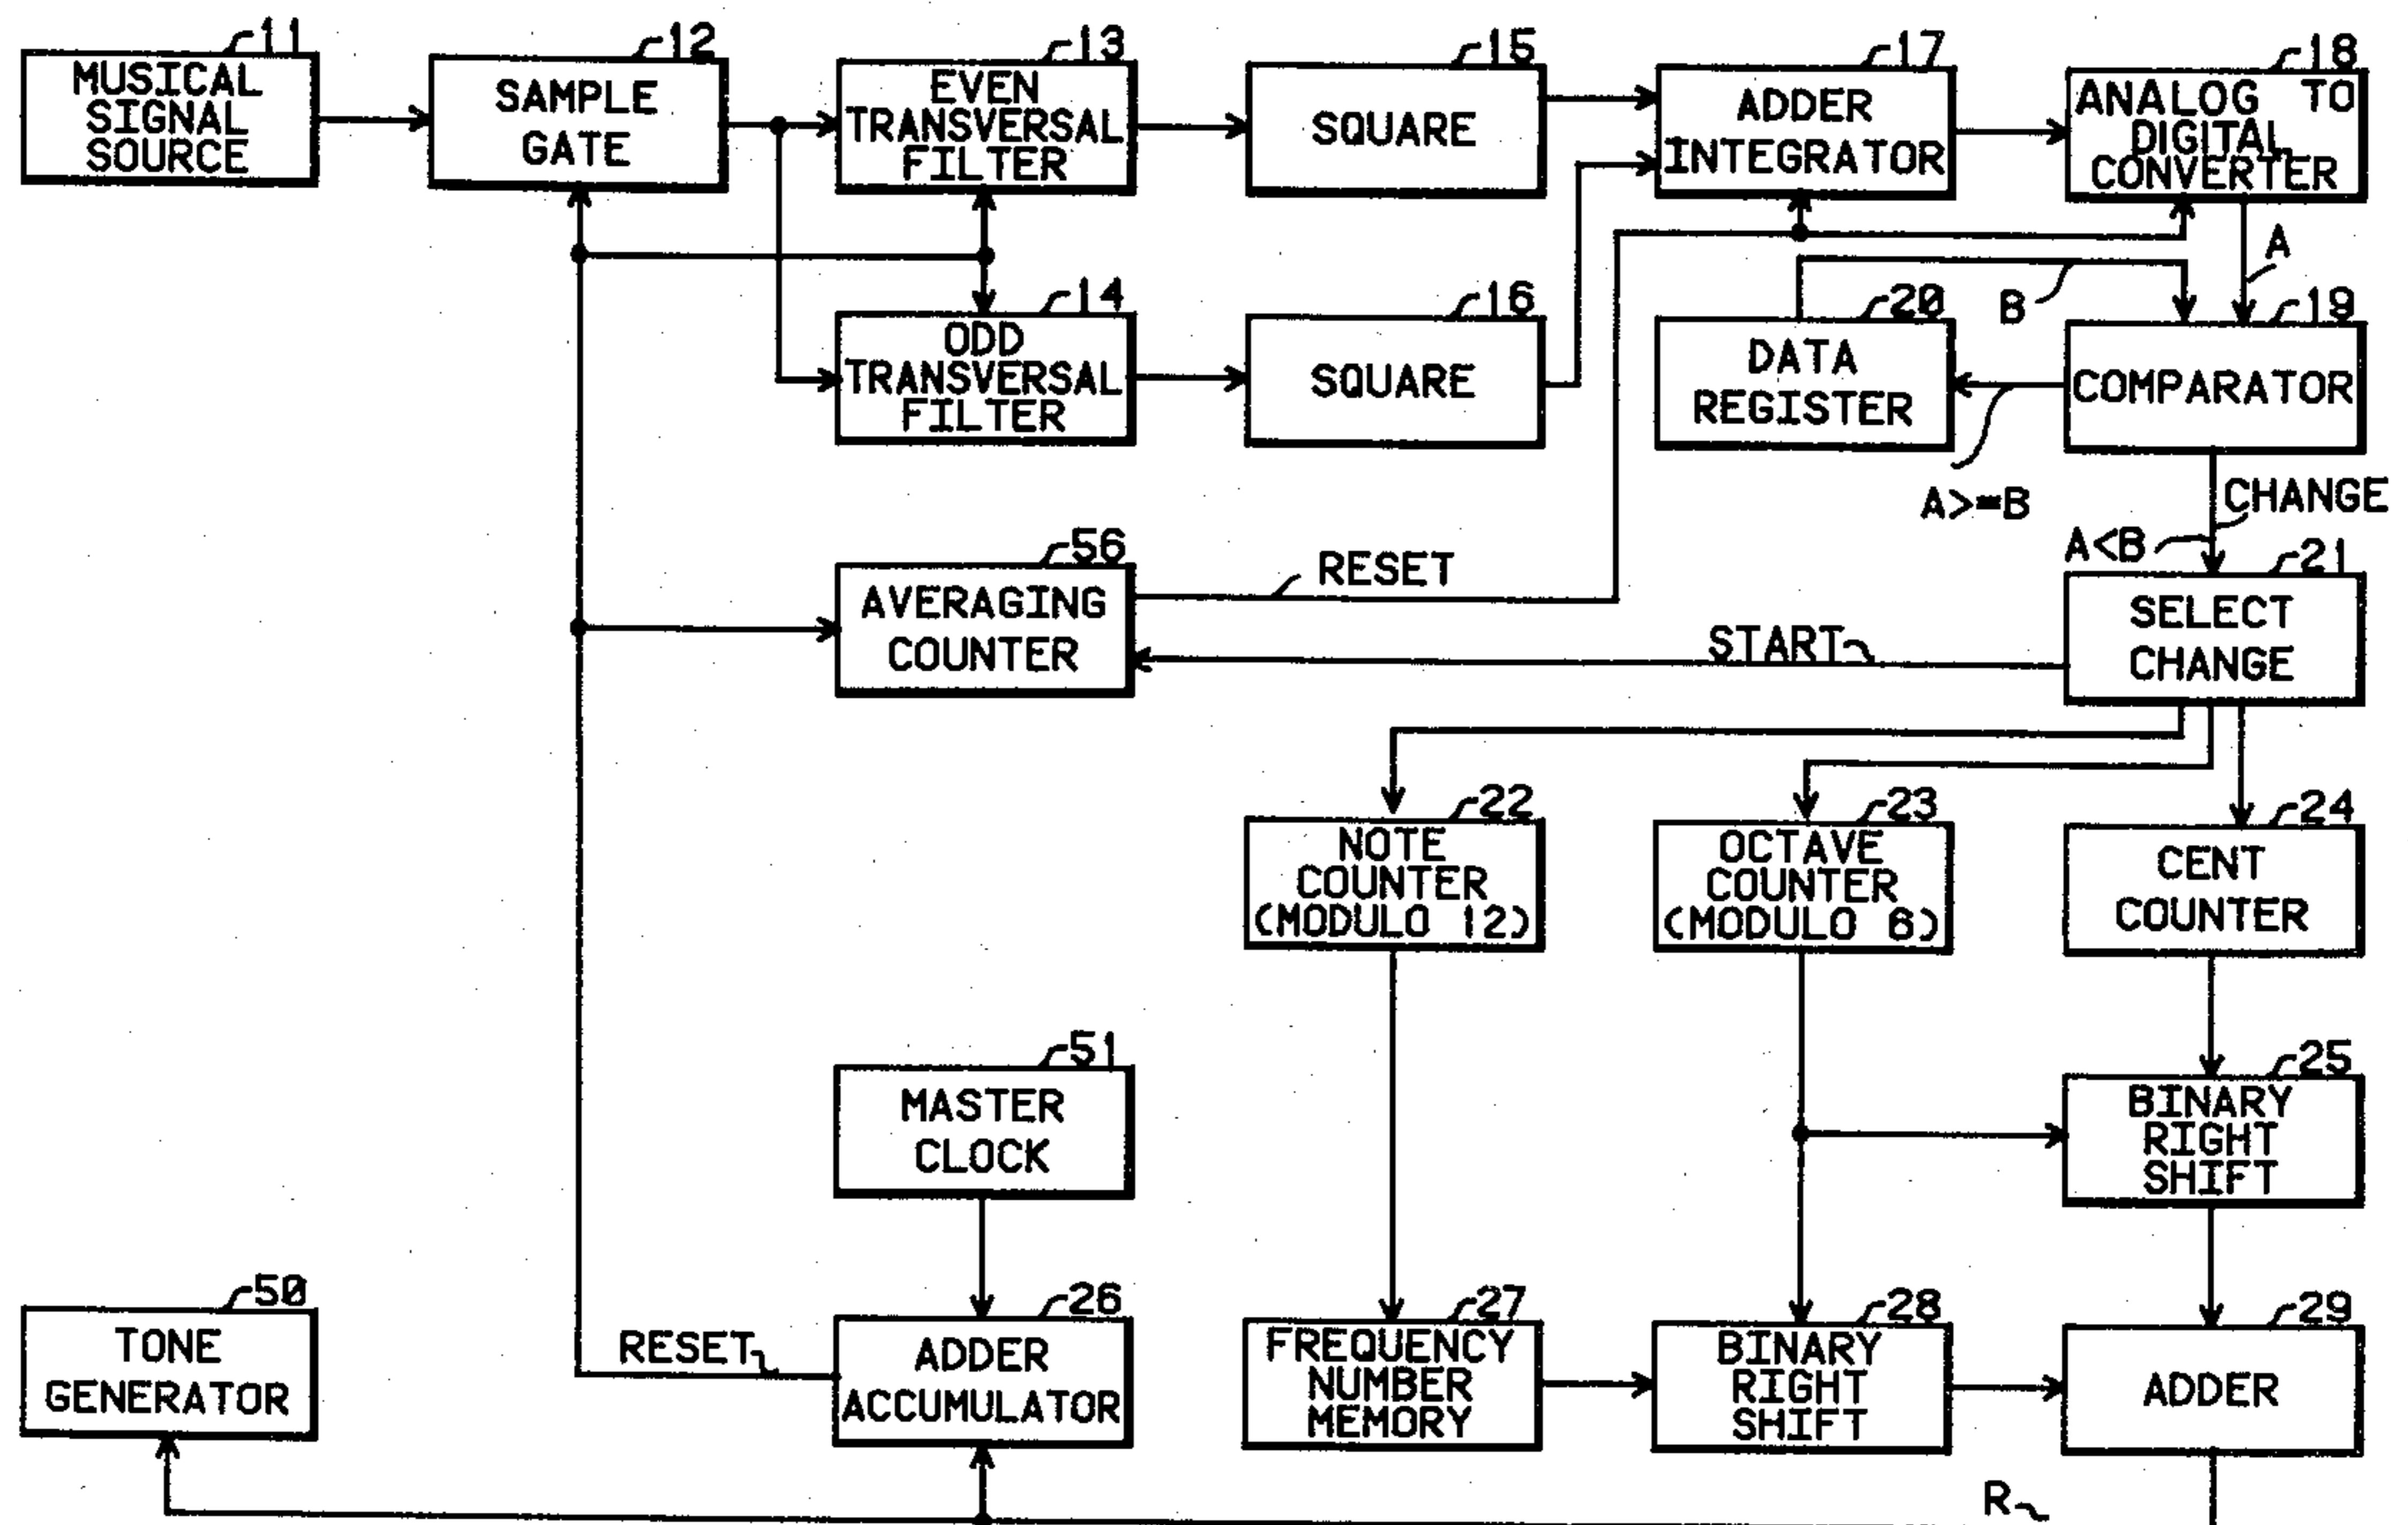 11
MUSICAL
SIGNAL
SOURCE
12
SAMPLE
GATE
13
EVEN
TRANSVERSAL
FILTER
15
SQUARE
17
ADDER
INTEGRATOR
18
ANALOG TO
DIGITAL
CONVERTER
A
B
14
ODD
TRANSVERSAL
FILTER
16
SQUARE
20
DATA
REGISTER
19
COMPARATOR
A>=B
CHANGE
A<B
56
AVERAGING
COUNTER
RESET
START
21
SELECT
CHANGE
22
NOTE
COUNTER
(MODULO 12)
23
OCTAVE
COUNTER
(MODULO 6)
24
CENT
COUNTER
51
MASTER
CLOCK
25
BINARY
RIGHT
SHIFT
50
TONE
GENERATOR
RESET
26
ADDER
ACCUMULATOR
27
FREQUENCY
NUMBER
MEMORY
28
BINARY
RIGHT
SHIFT
29
ADDER
R